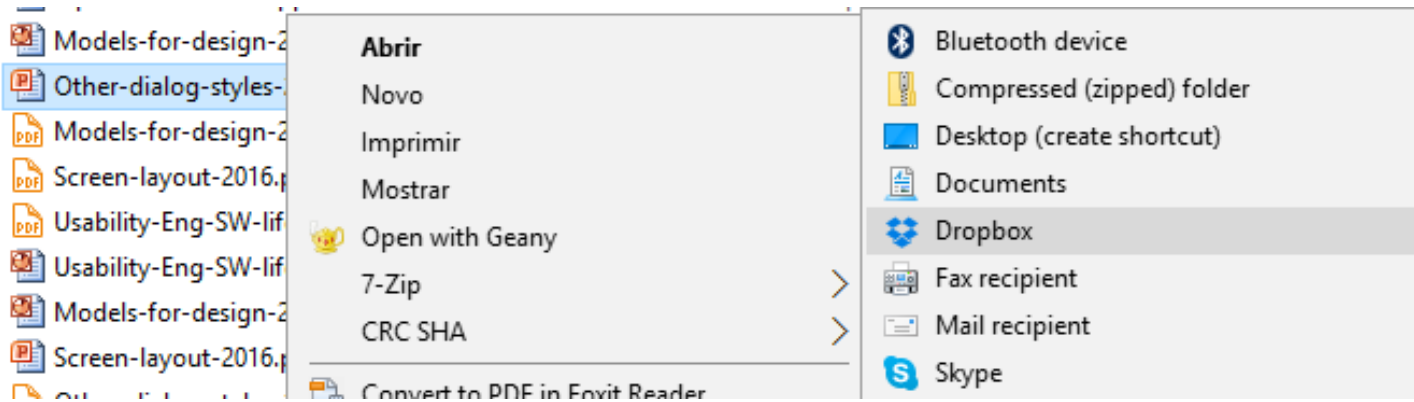 Models-for-design-2
Other-dialog-styles-
Models-for-design-2
Screen-layout-2016.p
Usability-Eng-SW-lif
Usability-Eng-SW-lif
Models-for-design-2
Screen-layout-2016.p
Abrir
Novo
Imprimir
Mostrar
Open with Geany
7-Zip
CRC SHA
Convert to PDF in Foxit Reader
Bluetooth device
Compressed (zipped) folder
Desktop (create shortcut)
Documents
Dropbox
Fax recipient
Mail recipient
Skype